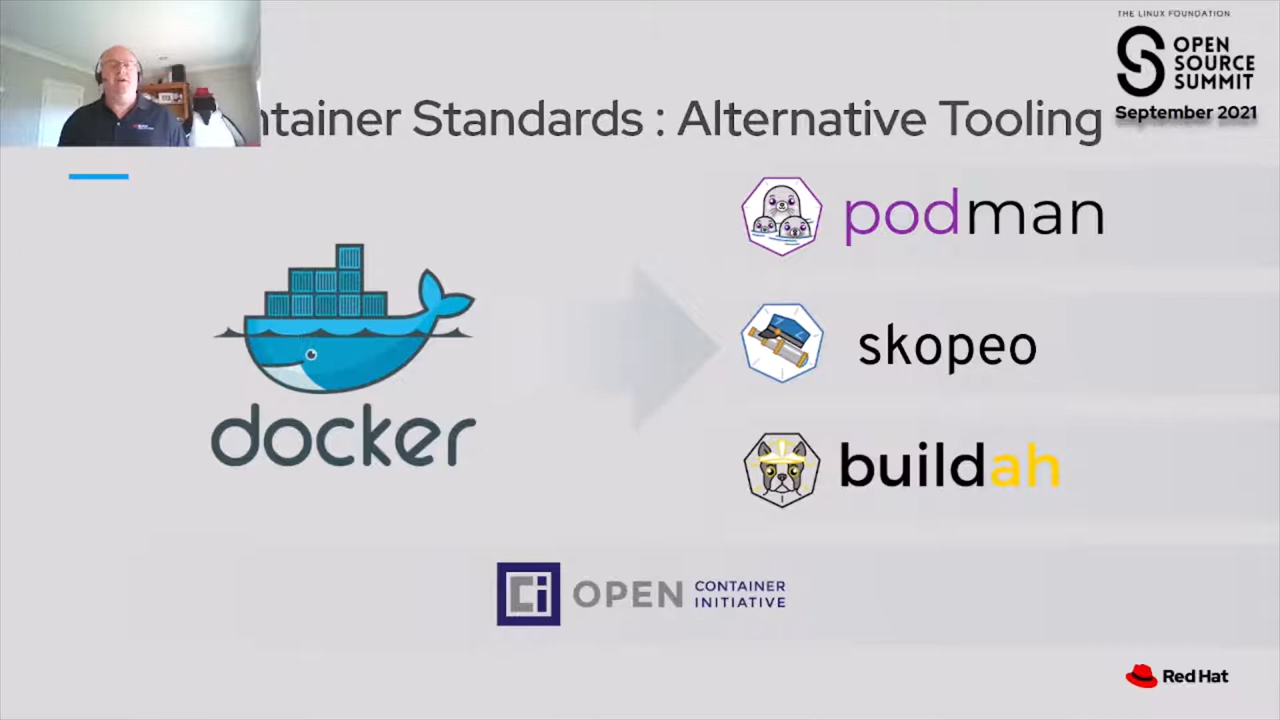 THE LINUX FOUNDATION
OPEN
SOURCE
SUMMIT
September 2021
ntainer Standards : Alternative Tooling
podman
docker
skopeo
buildah
Ci OPEN CONTAINER
INITIATIVE
Red Hat